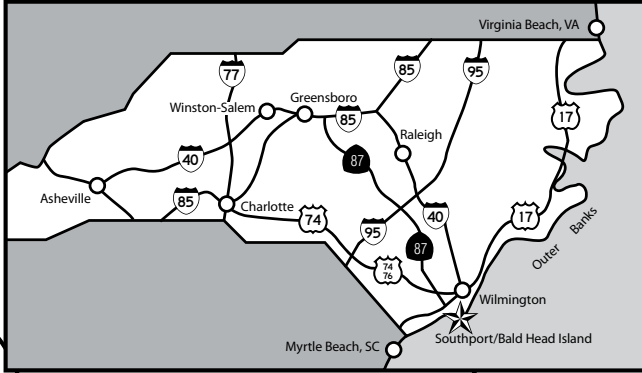 Virginia Beach, VA
77
85
95
Greensboro
Winston-Salem
85
17
Raleigh
87
40
Asheville
85
Charlotte
74
95
40
17
87
Outer Banks
74
76
Wilmington
Southport/Bald Head Island
Myrtle Beach, SC